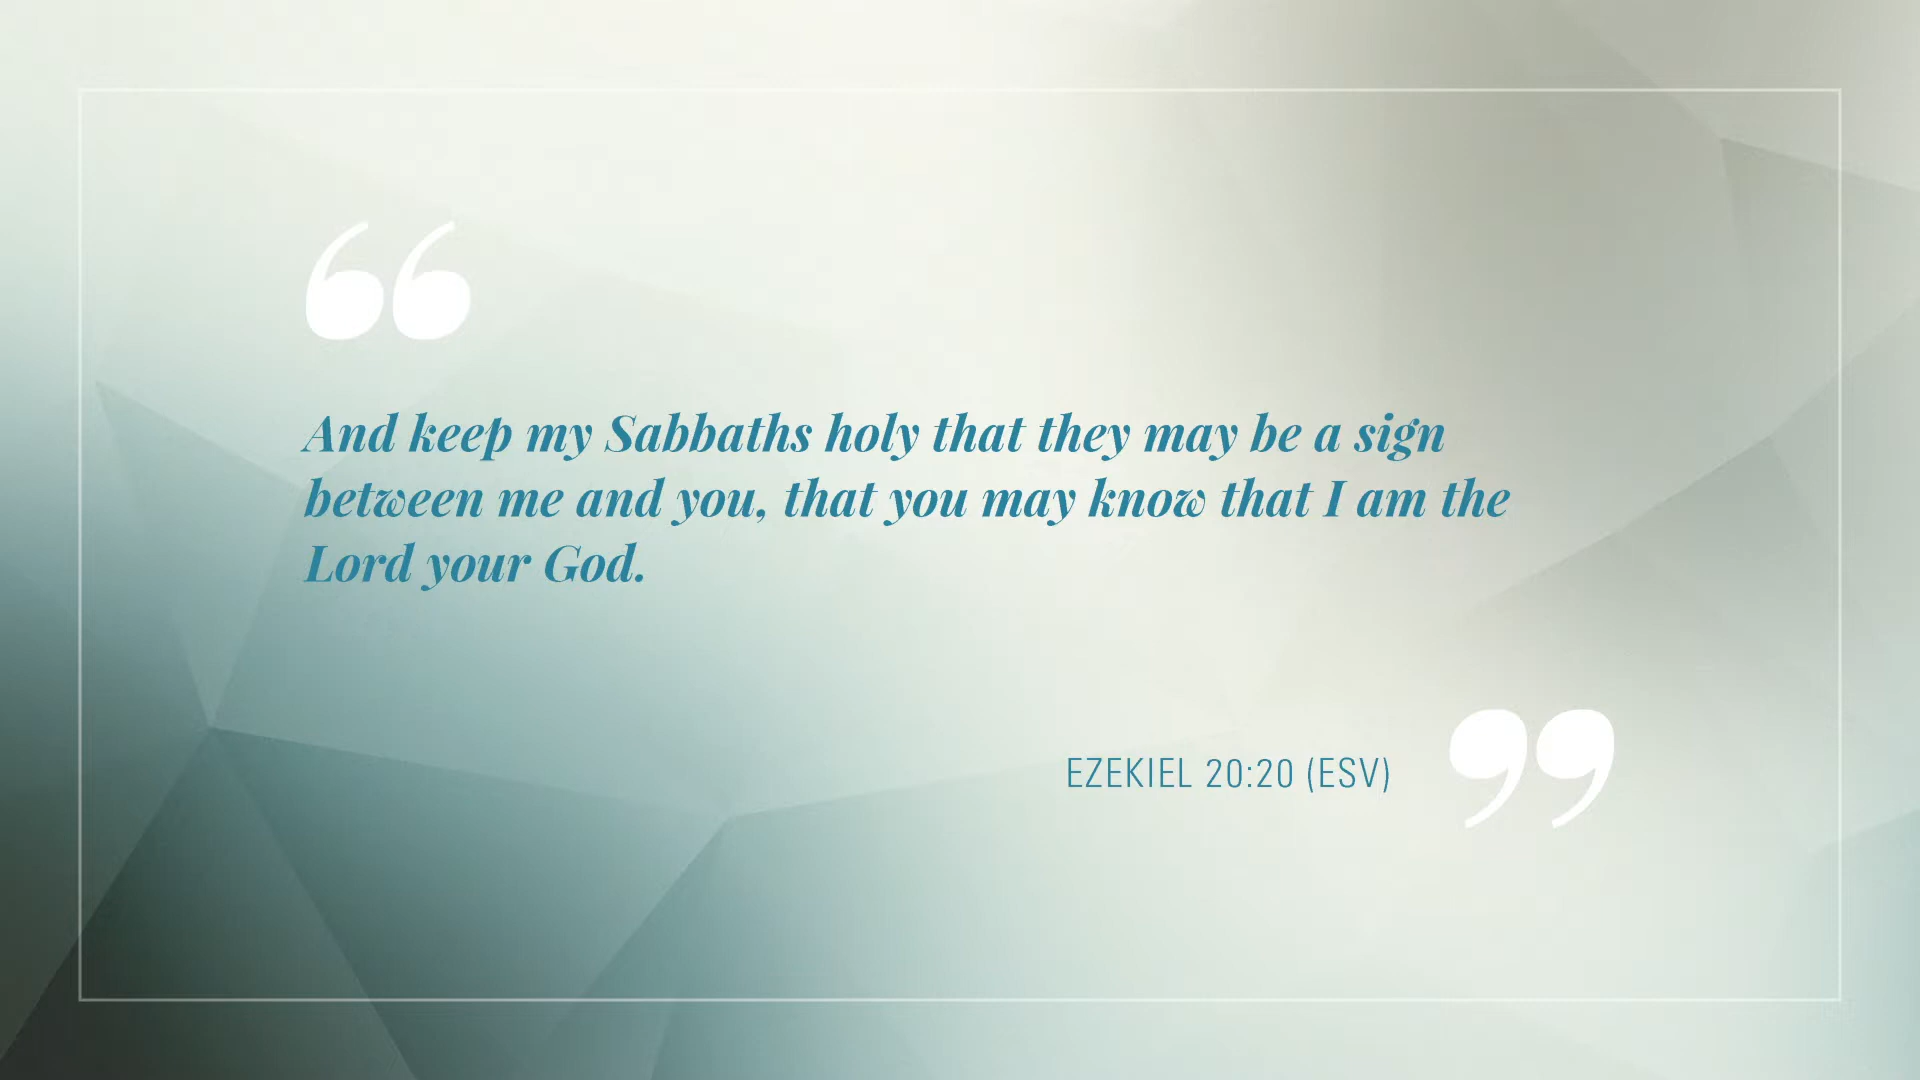 “
And keep my Sabbaths holy that they may be a sign
between me and you, that you may know that I am the
Lord your God.
EZEKIEL 20:20 (ESV) ”